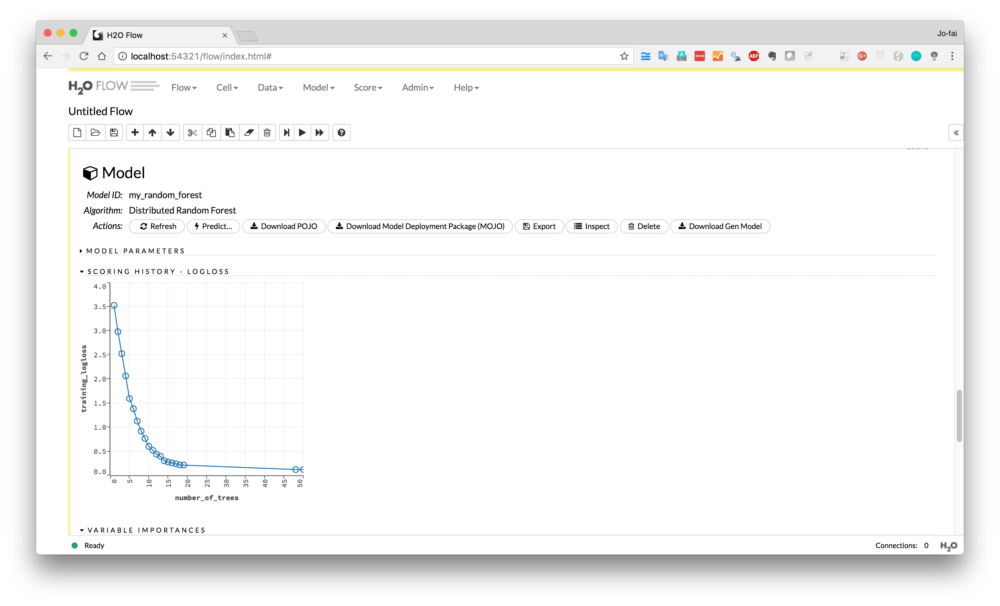 H2O Flow
Jo-fai
localhost:54321/flow/index.html#
ABP
H2O FLOW Flow Cell Data Model Score Admin Help
Untitled Flow
Model
Model ID: my_random_forest
Algorithm: Distributed Random Forest
Actions: Refresh Predict... Download POJO Download Model Deployment Package (MOJO) Export Inspect Delete Download Gen Model
MODEL PARAMETERS
SCORING HISTORY - LOGLOSS
4.0
3.5
3.0
2.5
2.0
1.5
1.0
0.5
0.0
training_logloss
0 5 10 15 20 25 30 35 40 45 50
number_of_trees
VARIABLE IMPORTANCES
Ready
Connections: 0 H2O